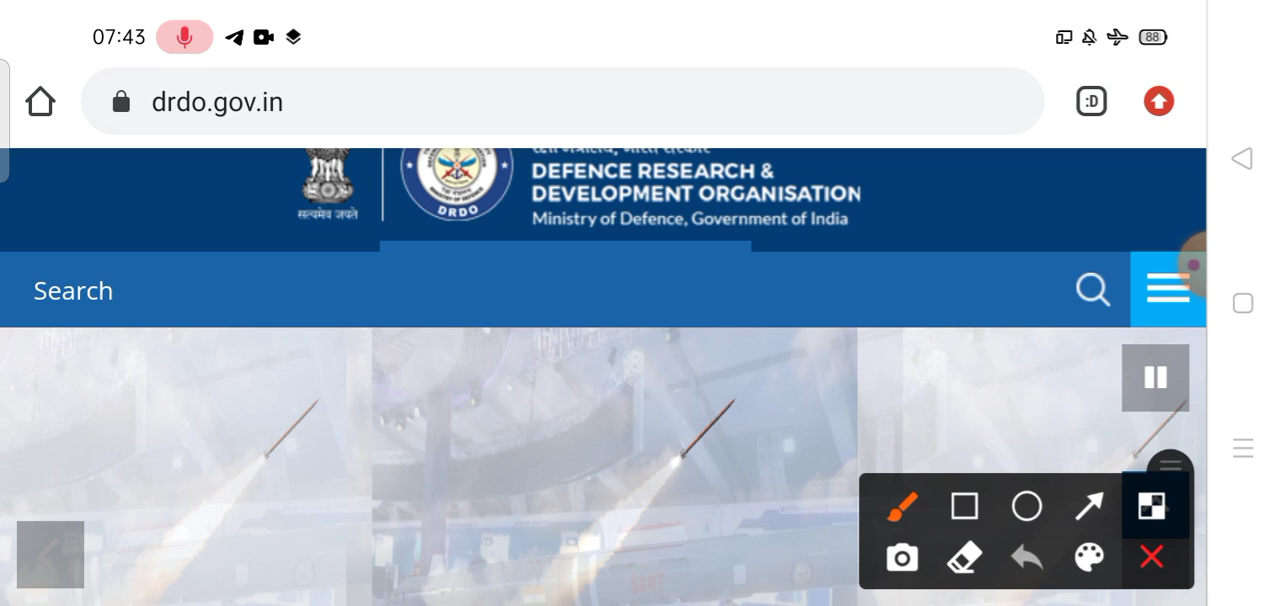 07:43
88
:D
drdo.gov.in
DEFENCE RESEARCH &
DEVELOPMENT ORGANISATION
Ministry of Defence, Government of India
सत्यमेव जयते
DRDO
Search